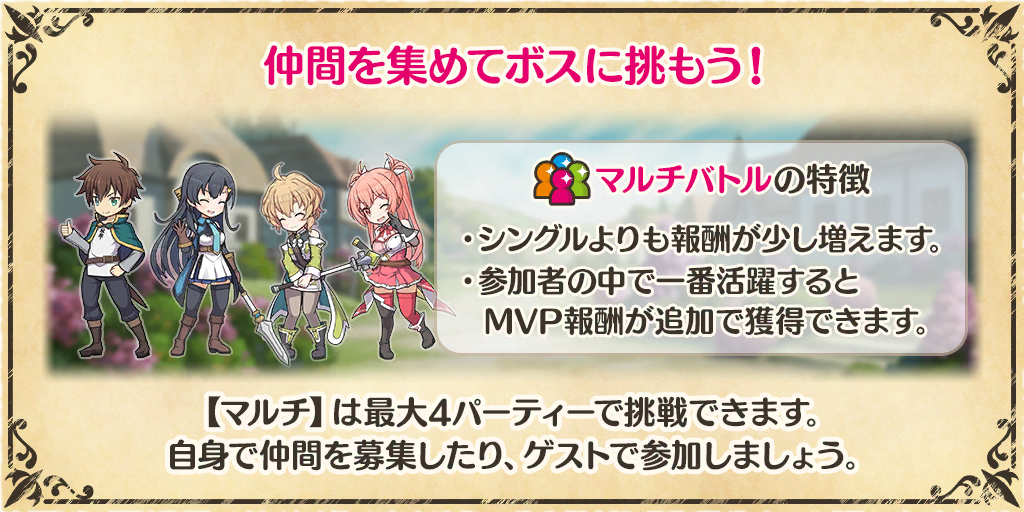 仲間を集めてボスに挑もう！
マルチバトルの特徴
・シングルよりも報酬が少し増えます。
・参加者の中で一番活躍すると
MVP報酬が追加で獲得できます。
【マルチ】は最大4パーティーで挑戦できます。
自身で仲間を募集したり、ゲストで参加しましょう。